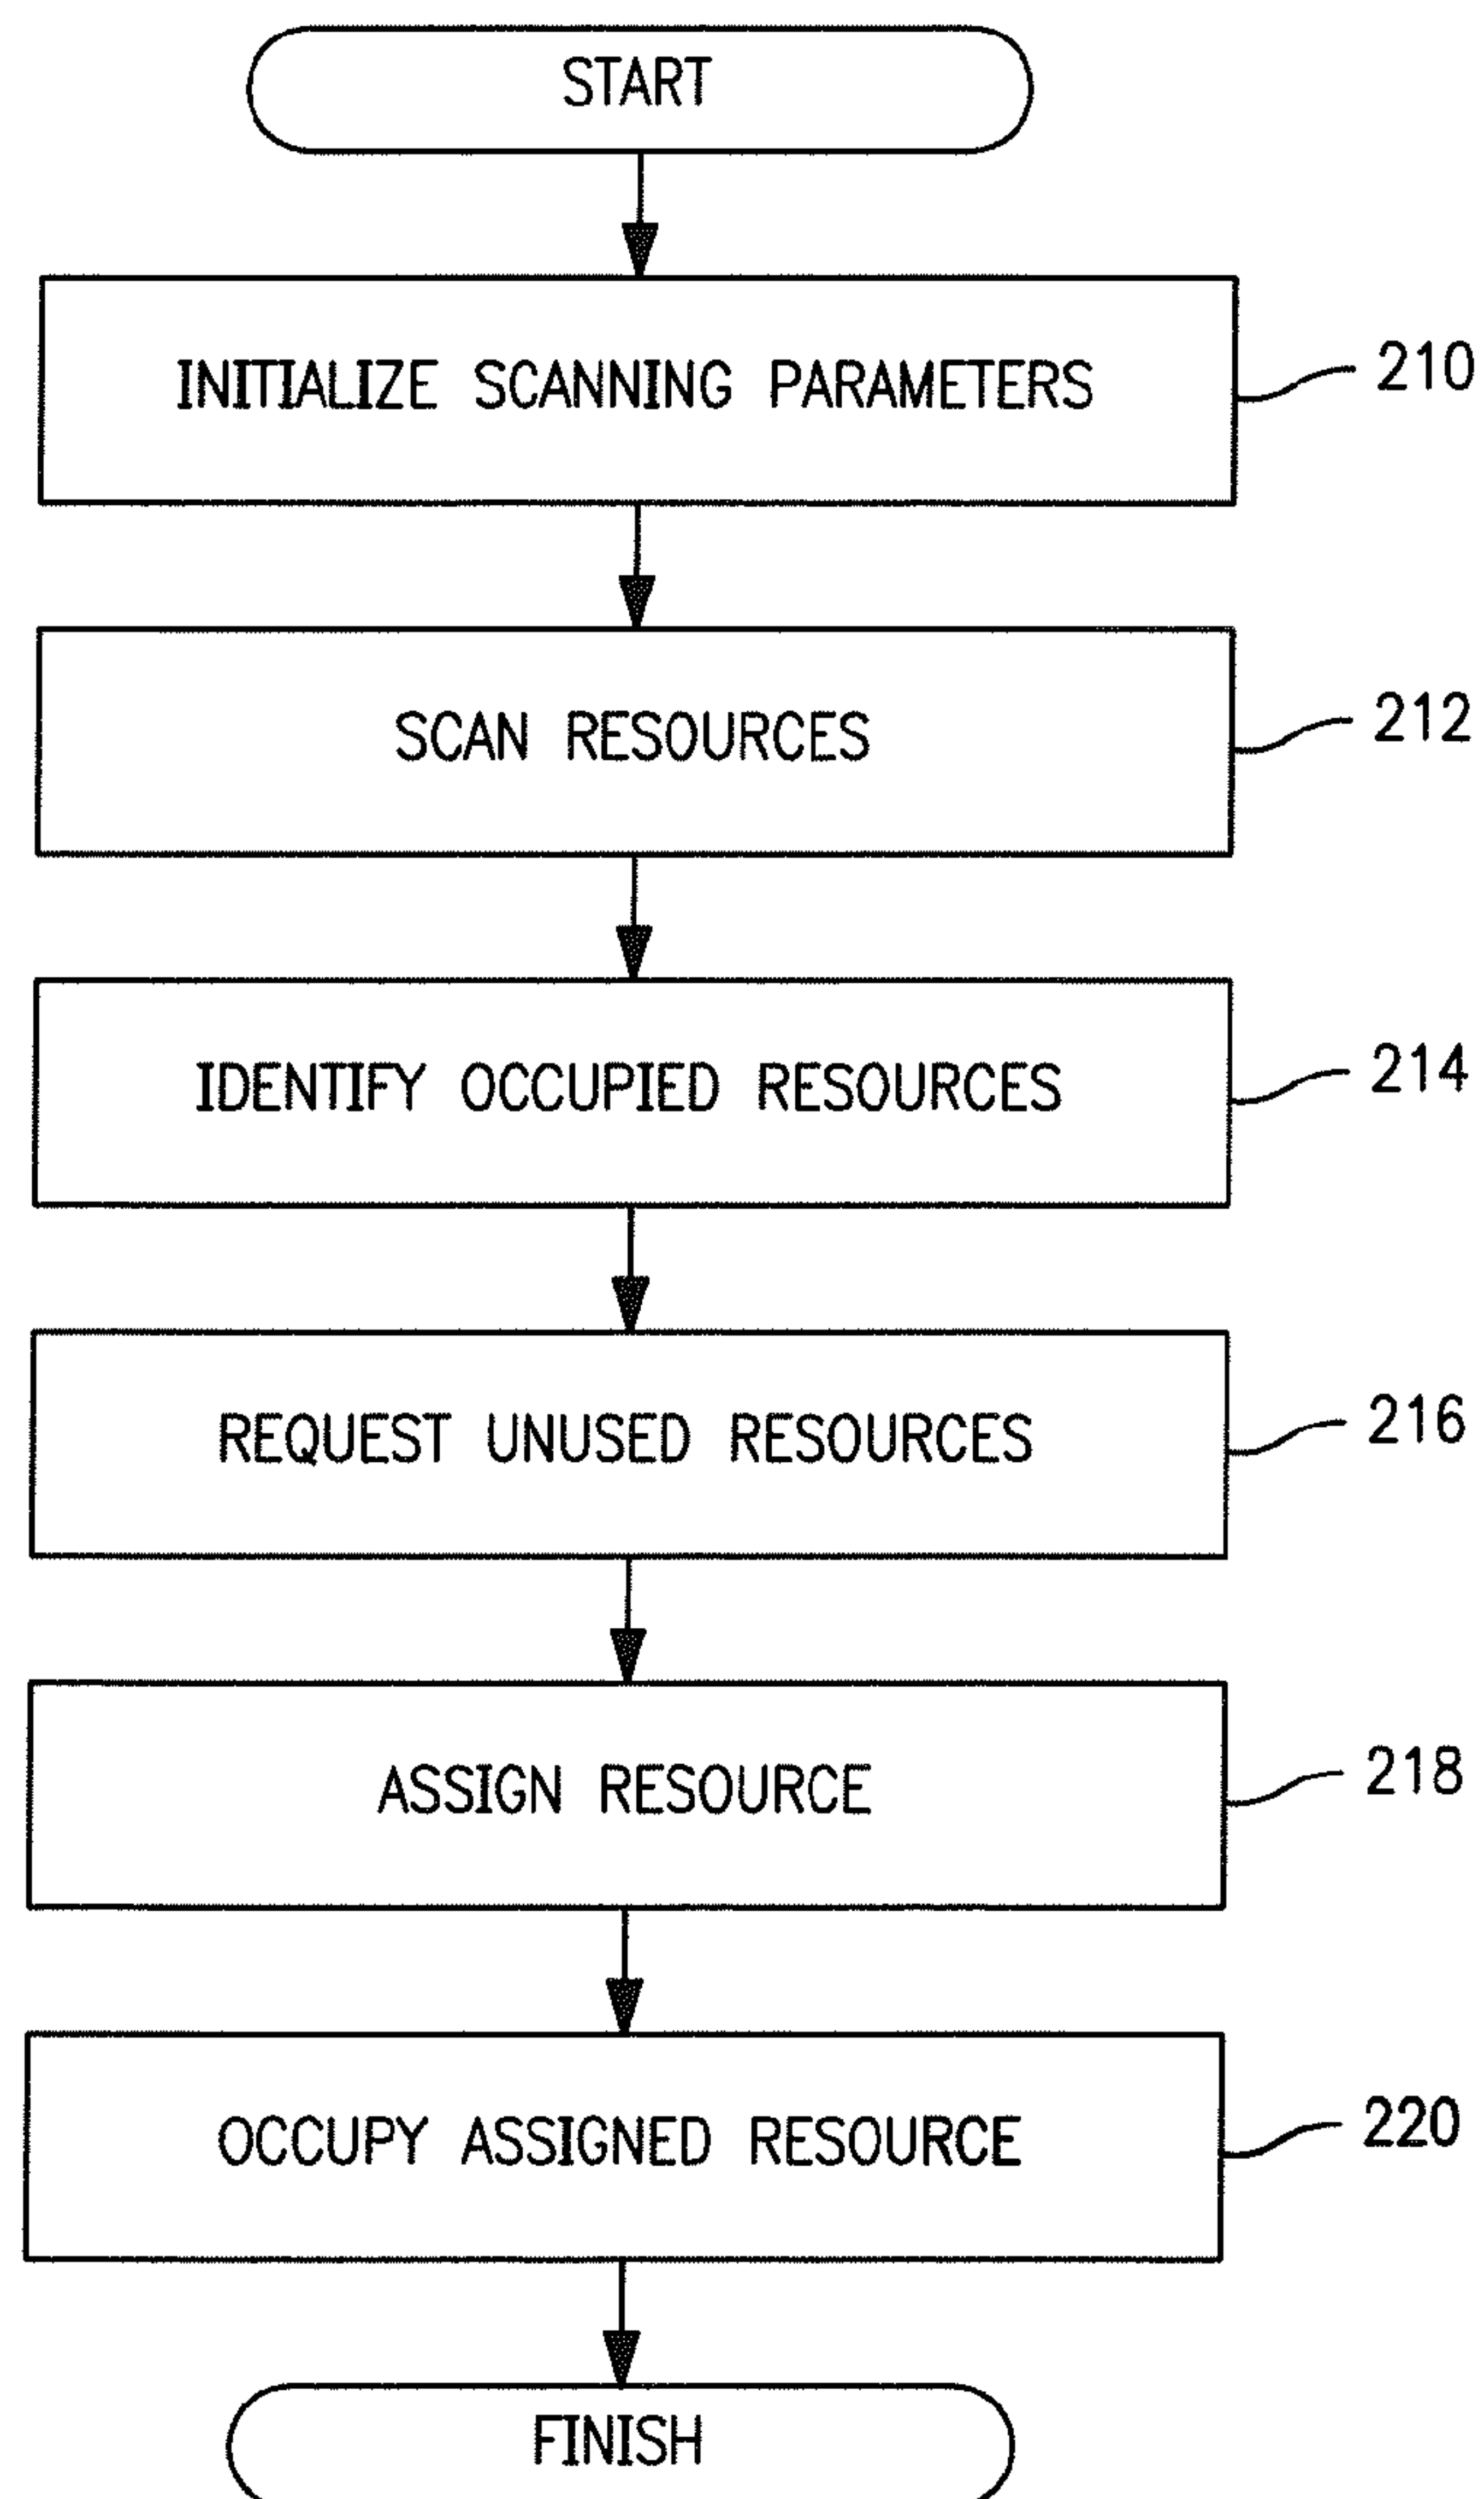 START
INITIALIZE SCANNING PARAMETERS
210
SCAN RESOURCES
212
IDENTIFY OCCUPIED RESOURCES
214
REQUEST UNUSED RESOURCES
216
ASSIGN RESOURCE
218
OCCUPY ASSIGNED RESOURCE
220
FINISH